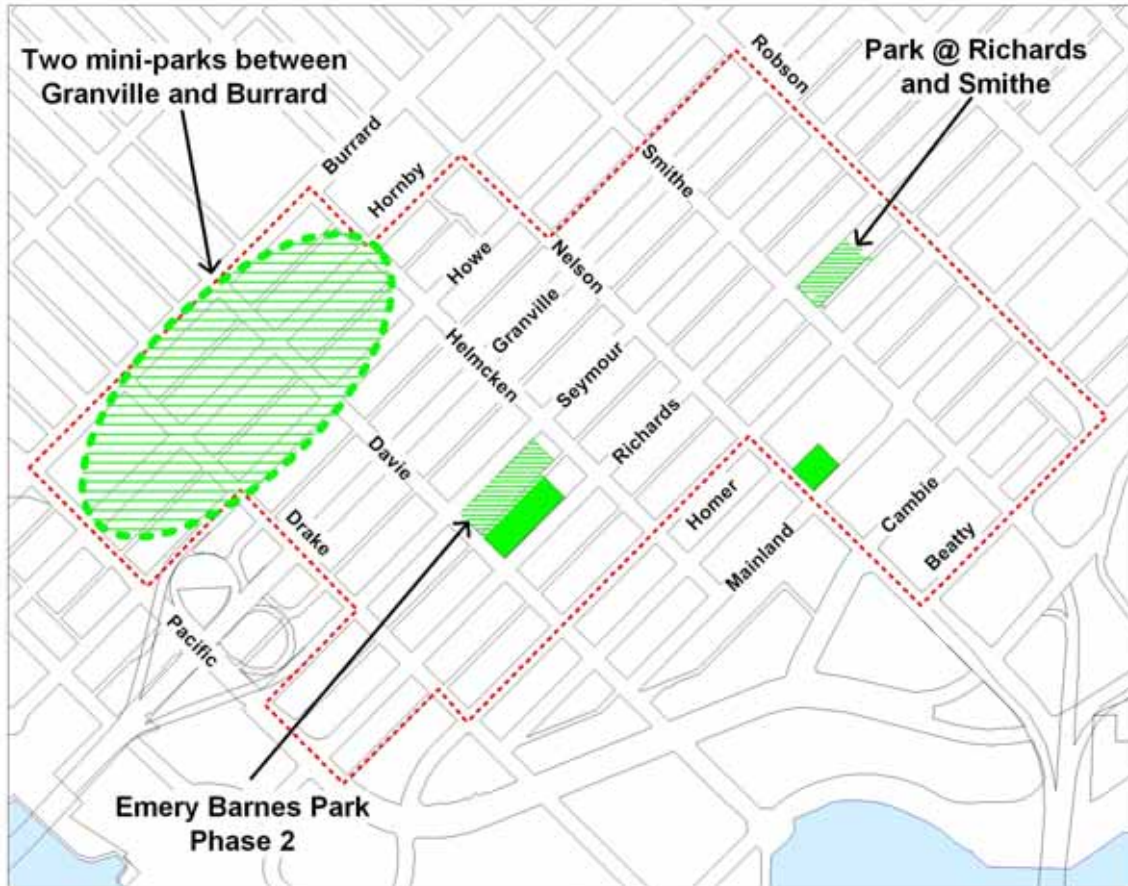 Two mini-parks between
Granville and Burrard
Park @ Richards
and Smithe
Robson
Burrard
Hornby
Smithe
Howe
Nelson
Granville
Helmcken
Seymour
Richards
Davie
Homer
Mainland
Cambie
Beatty
Drake
Pacific
Emery Barnes Park
Phase 2